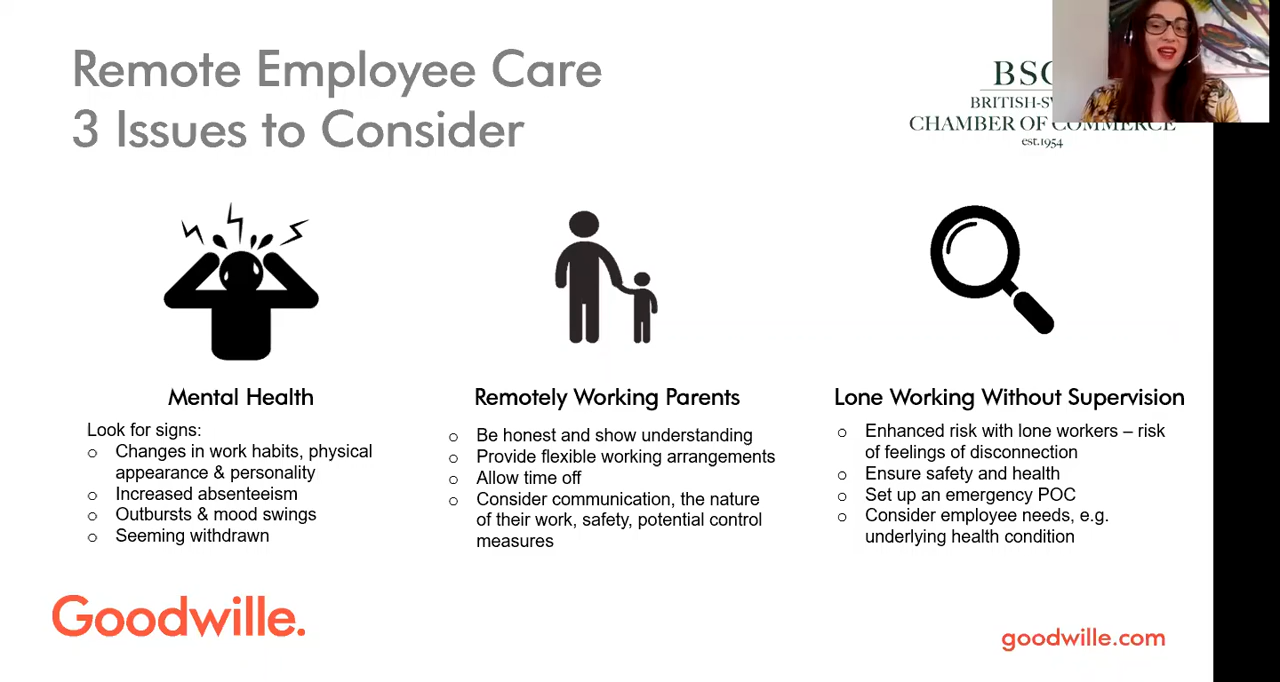 Remote Employee Care
3 Issues to Consider
BRITISH-
CHAMBER OF COMMERCE
est.1954
Mental Health
Look for signs:
o Changes in work habits, physical
appearance & personality
o Increased absenteeism
o Outbursts & mood swings
o Seeming withdrawn
Remotely Working Parents
o Be honest and show understanding
o Provide flexible working arrangements
o Allow time off
o Consider communication, the nature
of their work, safety, potential control
measures
Lone Working Without Supervision
o Enhanced risk with lone workers – risk
of feelings of disconnection
o Ensure safety and health
o Set up an emergency POC
o Consider employee needs, e.g.
underlying health condition
Goodwille.
goodwille.com